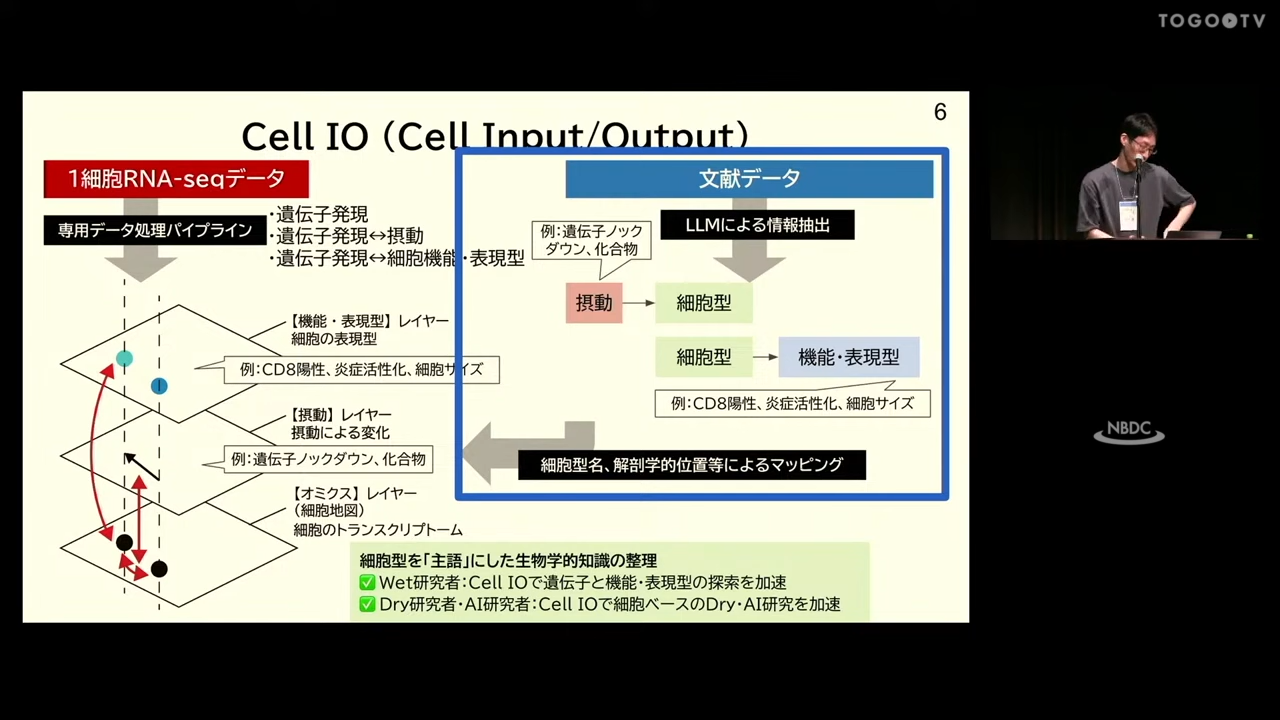 TOGOTV
6
Cell IO (Cell Input/Output)
1細胞RNA-seqデータ
専用データ処理パイプライン
・遺伝子発現
・遺伝子発現↔摂動
・遺伝子発現↔細胞機能・表現型
【機能・表現型】レイヤー
細胞の表現型
例：CD8陽性、炎症活性化、細胞サイズ
【摂動】レイヤー
摂動による変化
例：遺伝子ノックダウン、化合物
【オミクス】レイヤー
（細胞地図）
細胞のトランスクリプトーム
文献データ
LLMによる情報抽出
例：遺伝子ノック
ダウン、化合物
摂動
細胞型
細胞型
機能・表現型
例：CD8陽性、炎症活性化、細胞サイズ
細胞型名、解剖学的位置等によるマッピング
細胞型を「主語」にした生物学的知識の整理
✅ Wet研究者：Cell IOで遺伝子と機能・表現型の探索を加速
✅ Dry研究者・AI研究者：Cell IOで細胞ベースのDry・AI研究を加速
NBDC